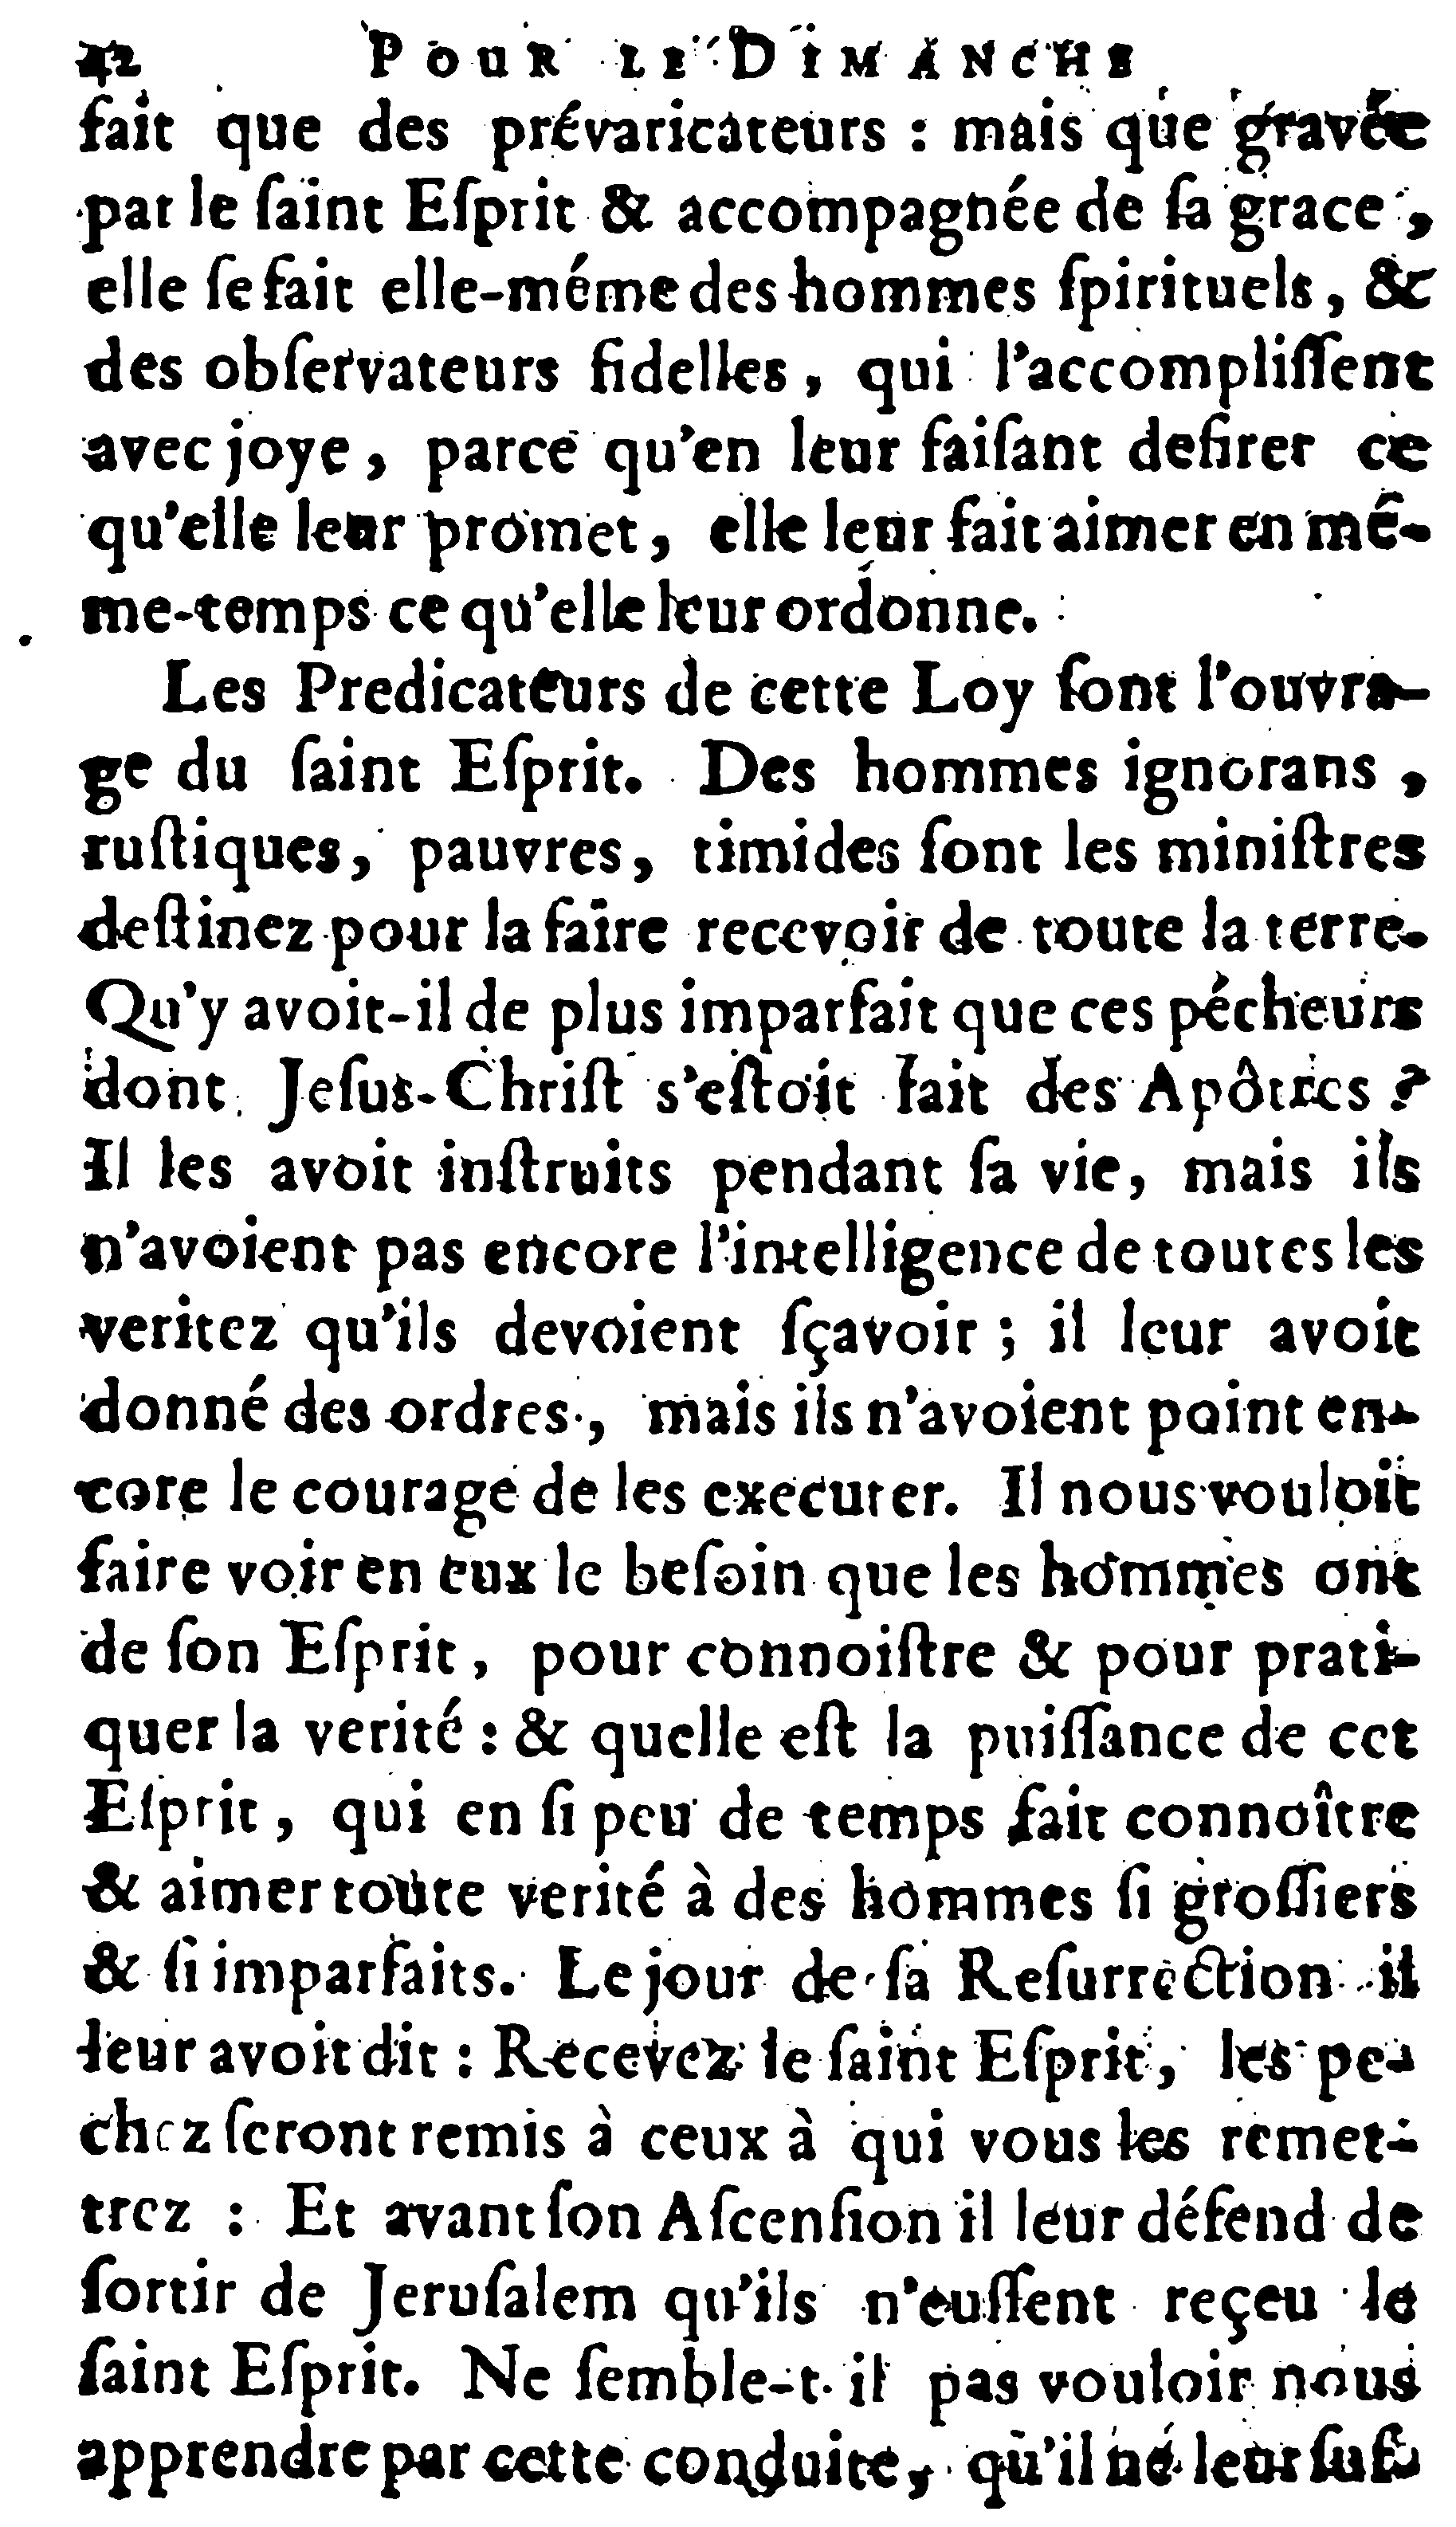 42 POUR LE DIMANCHE
fait que des prévaricateurs : mais que gravée
par le ſaint Eſprit & accompagnée de ſa grace ,
elle ſe fait elle-méme des hommes ſpirituels, &
des obſervateurs fidelles, qui l'accompliſſent
avec joye, parce qu'en leur faiſant deſirer ce
qu'elle leur promet, elle leur fait aimer en mê-
me-temps ce qu'elle leur ordonne.
Les Predicateurs de cette Loy ſont l'ouvra-
ge du ſaint Eſprit. Des hommes ignorans ,
ruſtiques, pauvres, timides ſont les miniſtres
deſtinez pour la faire recevoir de toute la terre.
Qu'y avoit-il de plus imparfait que ces pécheurs
dont Jeſus-Chriſt s'eſtoit fait des Apôtres ?
Il les avoit inſtruits pendant ſa vie, mais ils
n'avoient pas encore l'intelligence de toutes les
veritez qu'ils devoient ſçavoir ; il leur avoit
donné des ordres, mais ils n'avoient point en-
core le courage de les executer. Il nous vouloit
faire voir en eux le beſoin que les hommes ont
de ſon Eſprit, pour connoiſtre & pour prati-
quer la verité : & quelle eſt la puiſſance de cet
Eſprit, qui en ſi peu de temps fait connoître
& aimer toute verité à des hommes ſi groſſiers
& ſi imparfaits. Le jour de ſa Reſurrection il
leur avoit dit : Recevez le ſaint Eſprit, les pe-
chez ſeront remis à ceux à qui vous les remet-
trez : Et avant ſon Aſcenſion il leur défend de
ſortir de Jeruſalem qu'ils n'euſſent reçeu le
ſaint Eſprit. Ne ſemble-t-il pas vouloir nous
apprendre par cette conduite, qu'il ne leur ſuf-